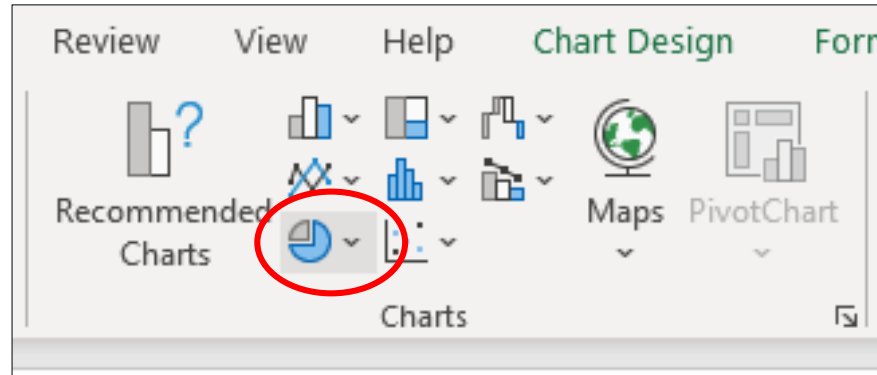 Review View Help Chart Design
Recommended
Charts
Maps PivotChart
Charts